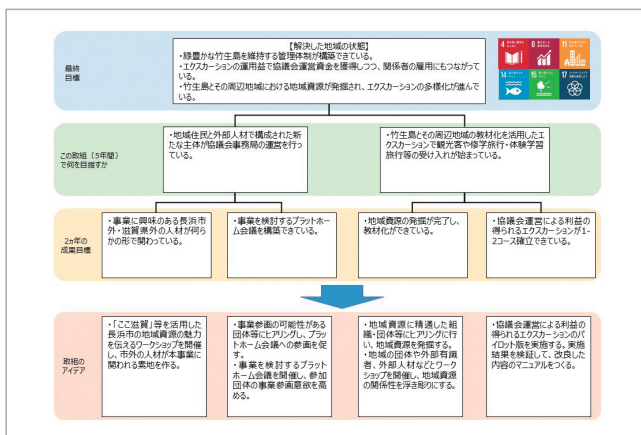 最終
目標
【解決した地域の状態】
・緑豊かな竹生島を維持する管理体制が構築できている。
・エクスカーションの運用益で協議会運営資金を獲得しつつ、関係者の雇用にもつながって
いる。
・竹生島とその周辺地域における地域資源が発掘され、エクスカーションの多様化が進んで
いる。
4
8
11
14
15
17
この取組（5年間）
で何を目指すか
・地域住民と外部人材で構成された新
たな主体が協議会事務局の運営を行っ
ている。
・竹生島とその周辺地域の教材化を活用したエ
クスカーションで観光客や修学旅行・体験学習
旅行等の受け入れが始まっている。
2ヵ年の
成果目標
・事業に興味のある長浜市
外・滋賀県外の人材が何らか
の形で関わっている。
・事業を検討するプラットホー
ム会議を構築できている。
・地域資源の発掘が完了し、
教材化ができている。
・協議会運営による利益の
得られるエクスカーションが1-
2コース確立できている。
取組の
アイデア
・「ここ滋賀」等を活用した
長浜市の地域資源の魅力
を伝えるワークショップを開催
し、市外の人材が本事業に
関われる素地を作る。
・事業参画の可能性がある
団体等にヒアリングし、プラッ
トホーム会議への参画を促
す。
・事業を検討するプラットホー
ム会議を開催し、参加
団体の事業参画意欲を高
める。
・地域資源に精通した組
織・団体等にヒアリングに行
い、地域資源を発掘する。
・地域の団体や外部有識
者、外部人材などとワーク
ショップを開催し、地域資源
の関係性を浮き彫りにする。
・協議会運営による利益の
得られるエクスカーションのパ
イロット版を実施する。実施
結果を検証して、改良した
内容のマニュアルをつくる。